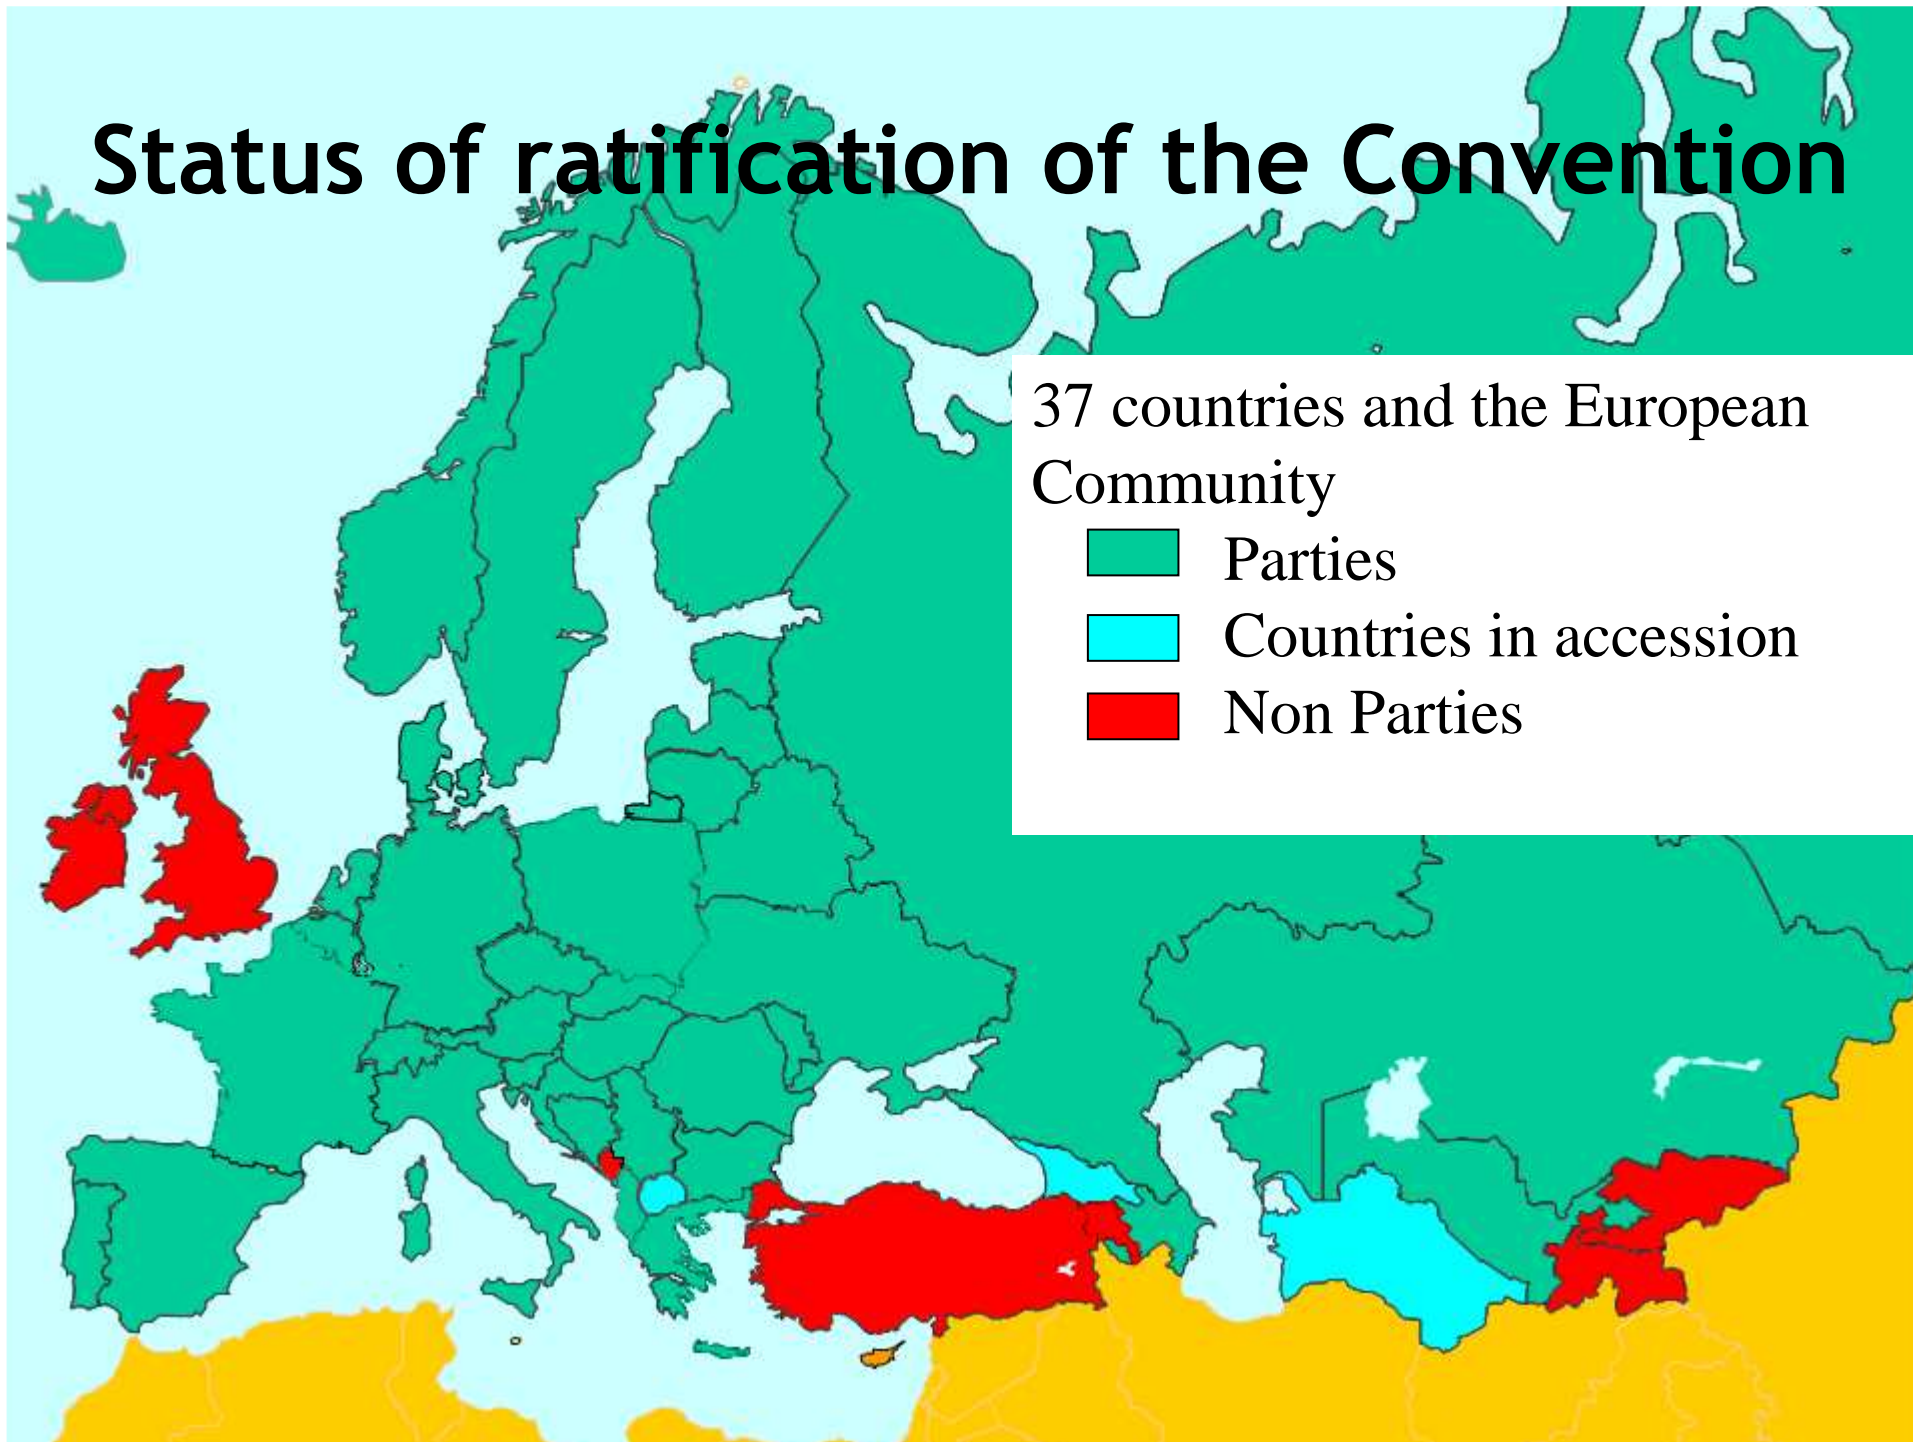 Status of ratification of the Convention
37 countries and the European
Community
Parties
Countries in accession
Non Parties